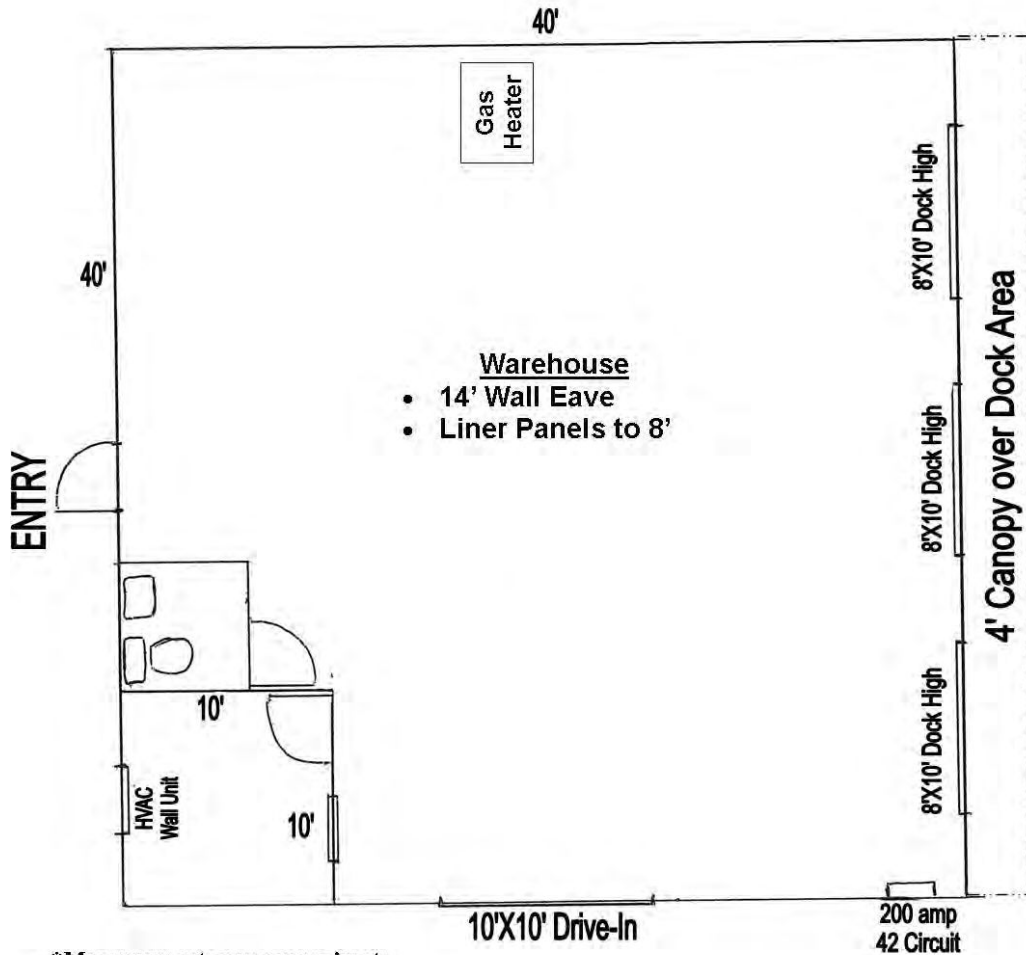 40'
Gas
Heater
40'
8'X10' Dock High
4' Canopy over Dock Area
Warehouse
• 14' Wall Eave
• Liner Panels to 8'
ENTRY
8'X10' Dock High
10'
HVAC
Wall Unit
10'
8'X10' Dock High
10'X10' Drive-In
200 amp
42 Circuit